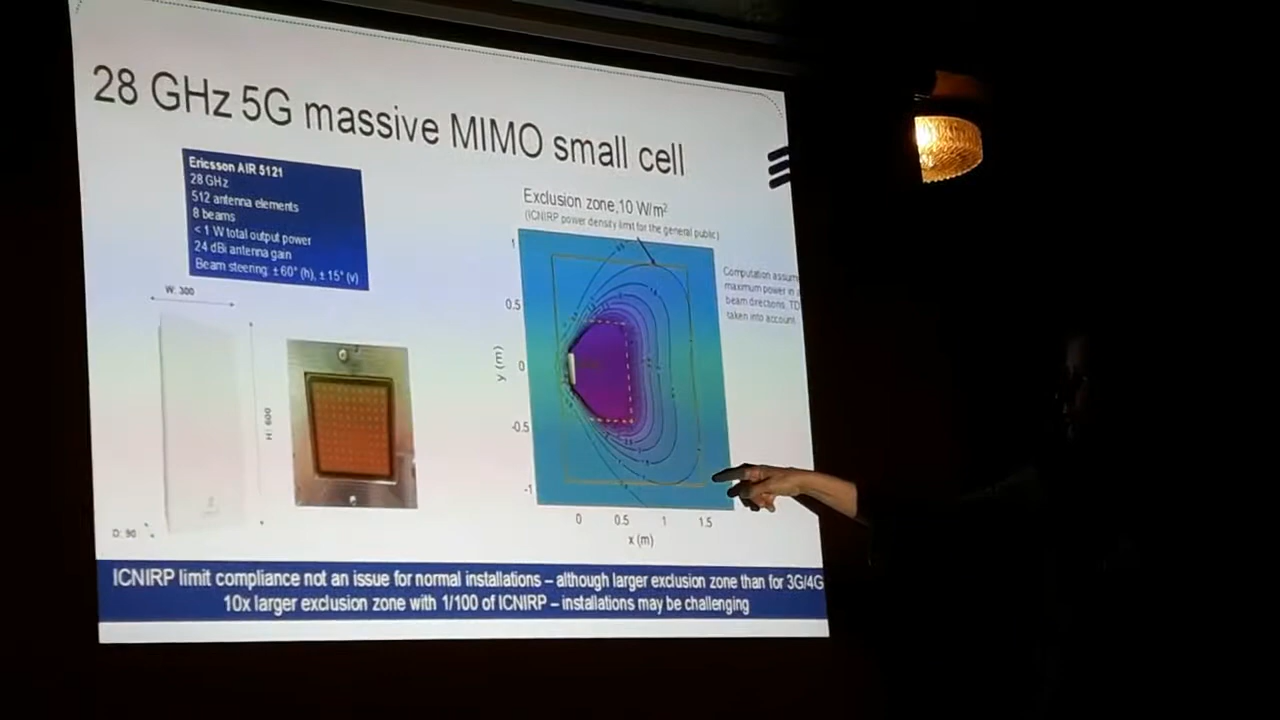 28 GHz 5G massive MIMO small cell
Ericsson AIR 5121
28 GHz
512 antenna elements
8 beams
< 1 W total output power
24 dBi antenna gain
Beam steering: ± 60° (h), ± 15° (v)
W: 300
H: 600
D: 90
Exclusion zone,10 W/m²
(ICNIRP power density limit for the general public)
1
0.5
0
-0.5
-1
y (m)
0
0.5
1
1.5
x (m)
Computation assum
maximum power in
beam directions. TD
taken into account.
ICNIRP limit compliance not an issue for normal installations – although larger exclusion zone than for 3G/4G
10x larger exclusion zone with 1/100 of ICNIRP – installations may be challenging